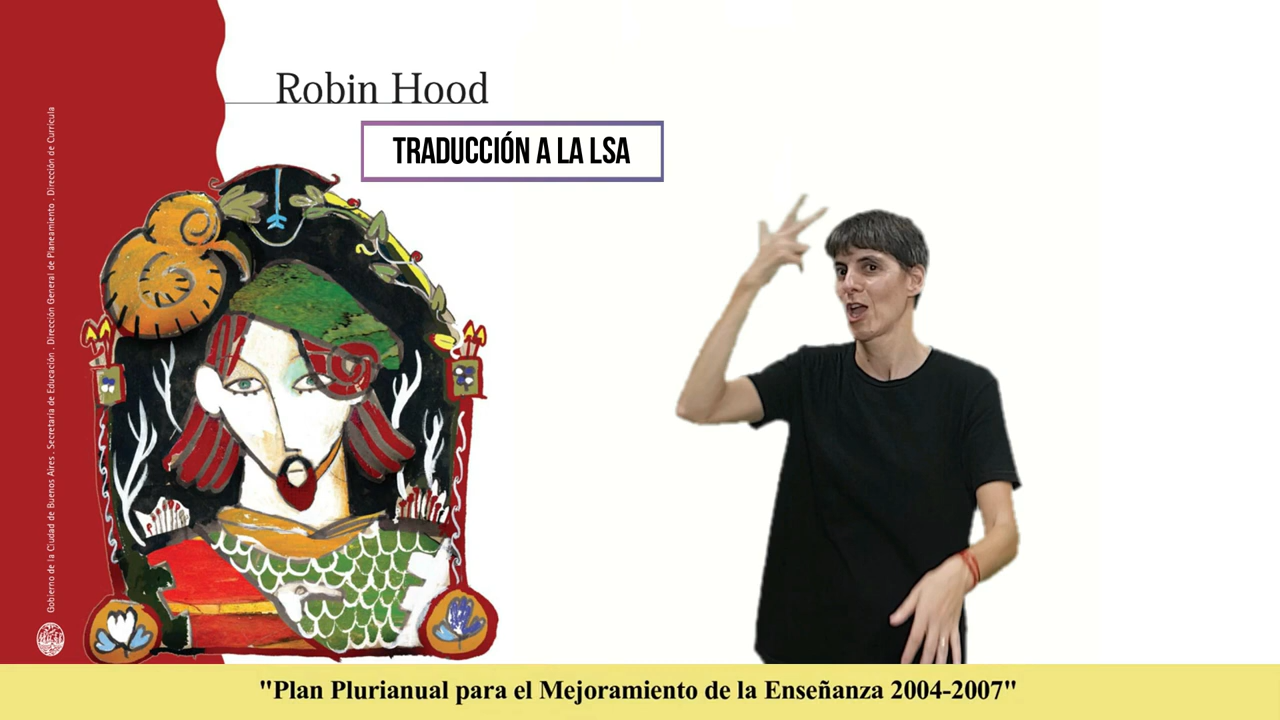 Robin Hood
TRADUCCIÓN A LA LSA
Gobierno de la Ciudad de Buenos Aires . Secretaría de Educación . Dirección General de Planeamiento . Dirección de Currícula
"Plan Plurianual para el Mejoramiento de la Enseñanza 2004-2007"